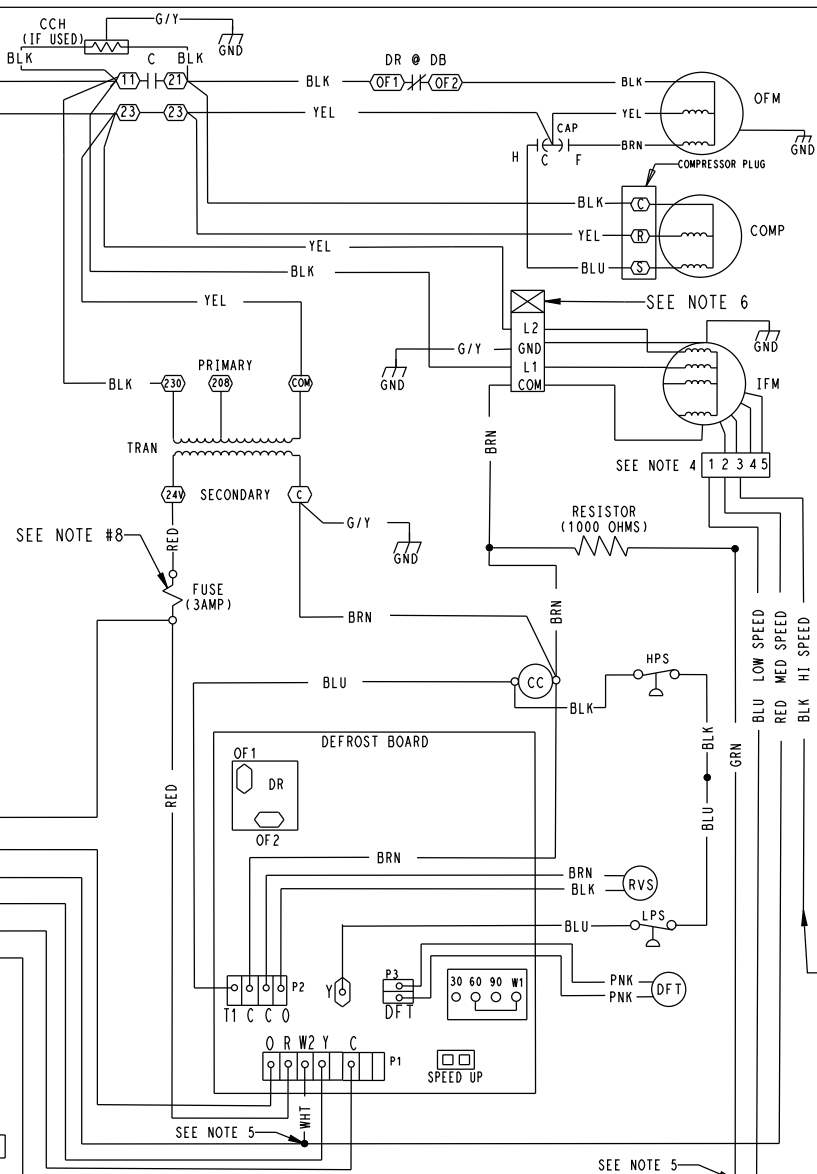 G/Y
CCH
(IF USED)
GND
BLK
C
BLK
DR @ DB
11
21
BLK
OF1
OF2
BLK
OFM
23
23
YEL
YEL
CAP
BRN
GND
H
C
F
COMPRESSOR PLUG
BLK
C
YEL
R
COMP
YEL
BLU
S
BLK
YEL
SEE NOTE 6
L2
G/Y
GND
GND
GND
PRIMARY
L1
BLK
230
208
COM
COM
IFM
BRN
TRAN
SEE NOTE 4
1 2 3 4 5
24V
SECONDARY
C
RESISTOR
(1000 OHMS)
G/Y
SEE NOTE #8
RED
GND
FUSE
(3AMP)
BRN
BRN
BLU LOW SPEED
RED MED SPEED
BLK HI SPEED
HPS
BLU
CC
BLK
BLK
GRN
DEFROST BOARD
OF1
DR
RED
BLU
OF2
BRN
BRN
RVS
BLK
LPS
BLU
P3
30 60 90 W1
PNK
DFT
PNK
P2
Y
DFT
T1 C C O
O R W2 Y C
P1
SPEED UP
WHT
SEE NOTE 5
SEE NOTE 5